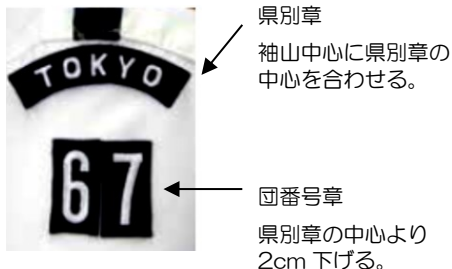 県別章
袖山中心に県別章の
中心を合わせる。
TOKYO
67
団番号章
県別章の中心より
2cm 下げる。